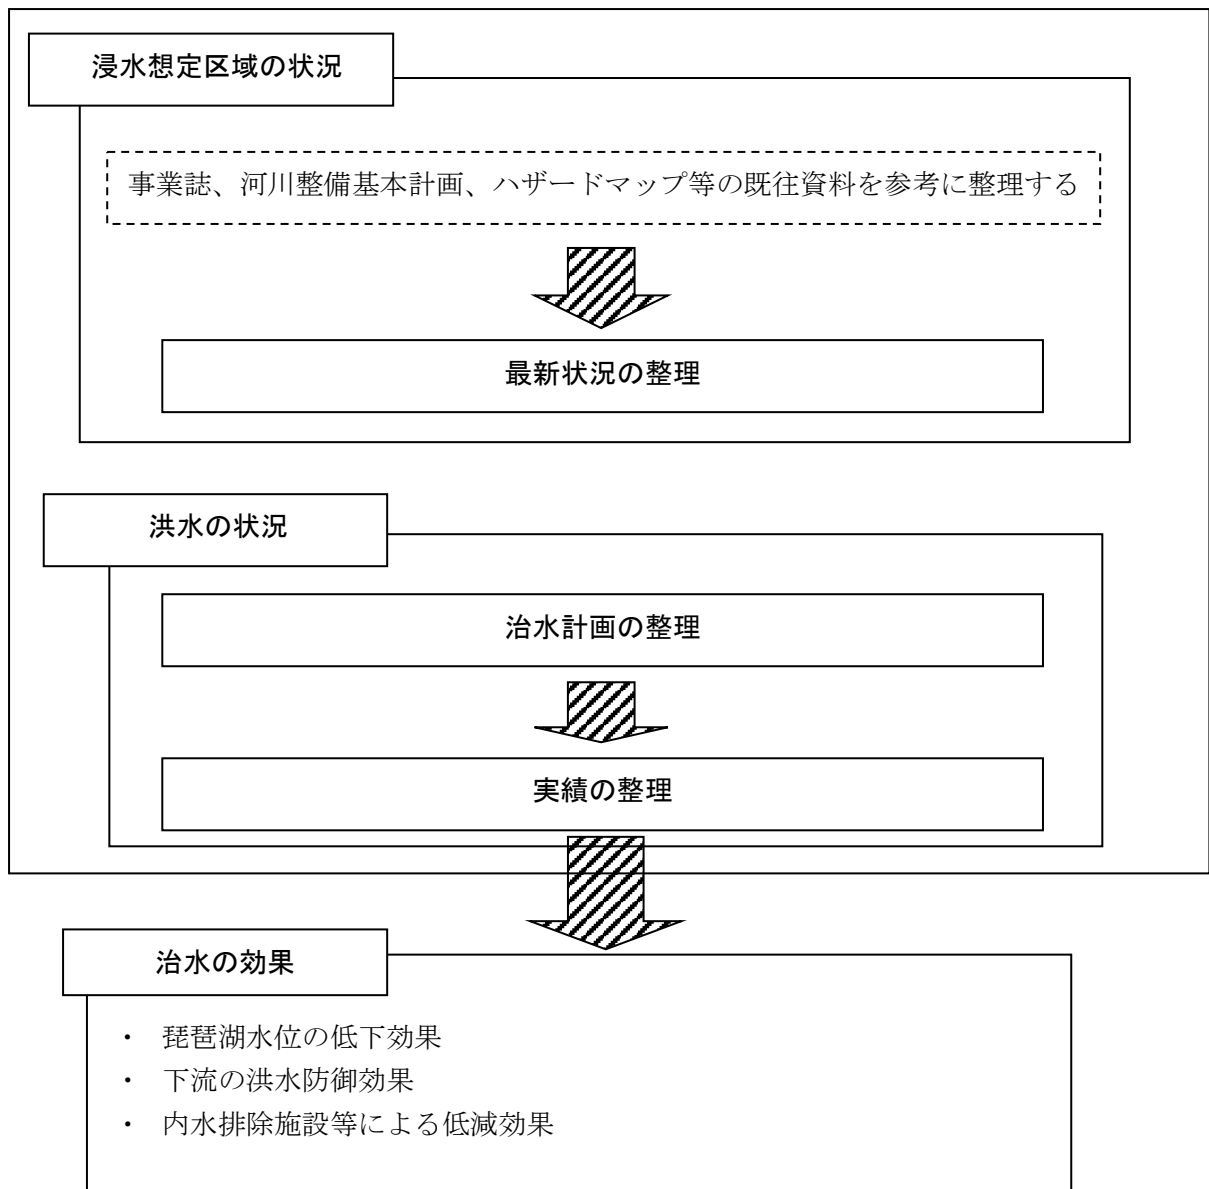 浸水想定区域の状況
事業誌、河川整備基本計画、ハザードマップ等の既往資料を参考に整理する
最新状況の整理
洪水の状況
治水計画の整理
実績の整理
治水の効果
・ 琵琶湖水位の低下効果
・ 下流の洪水防御効果
・ 内水排除施設等による低減効果